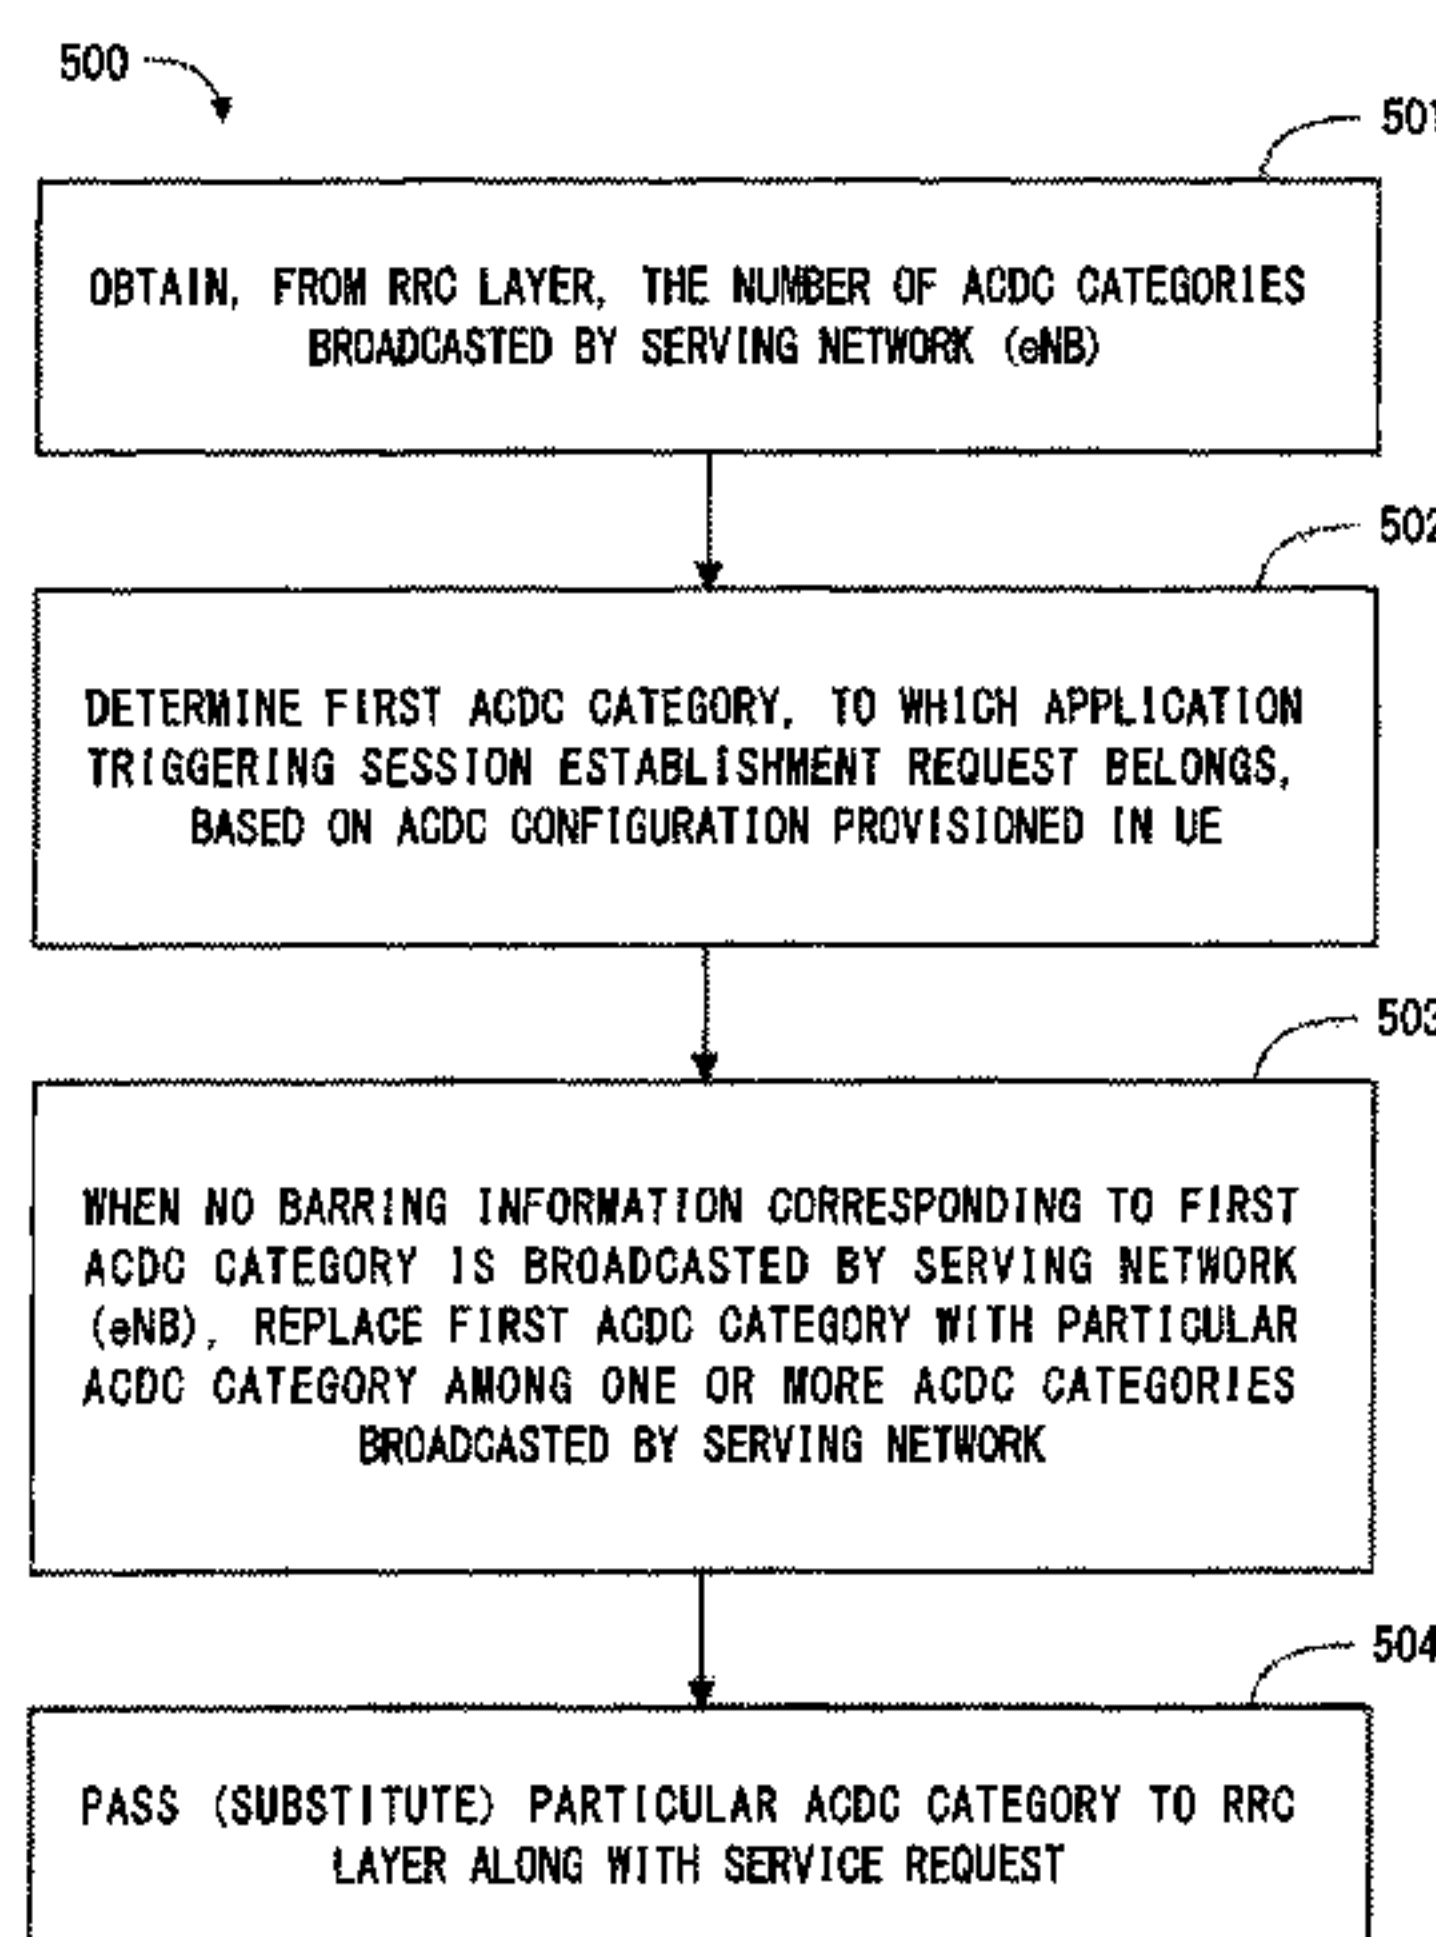 500
501
OBTAIN, FROM RRC LAYER, THE NUMBER OF ACDC CATEGORIES
BROADCASTED BY SERVING NETWORK (eNB)
502
DETERMINE FIRST ACDC CATEGORY, TO WHICH APPLICATION
TRIGGERING SESSION ESTABLISHMENT REQUEST BELONGS,
BASED ON ACDC CONFIGURATION PROVISIONED IN UE
503
WHEN NO BARRING INFORMATION CORRESPONDING TO FIRST
ACDC CATEGORY IS BROADCASTED BY SERVING NETWORK
(eNB), REPLACE FIRST ACDC CATEGORY WITH PARTICULAR
ACDC CATEGORY AMONG ONE OR MORE ACDC CATEGORIES
BROADCASTED BY SERVING NETWORK
504
PASS (SUBSTITUTE) PARTICULAR ACDC CATEGORY TO RRC
LAYER ALONG WITH SERVICE REQUEST